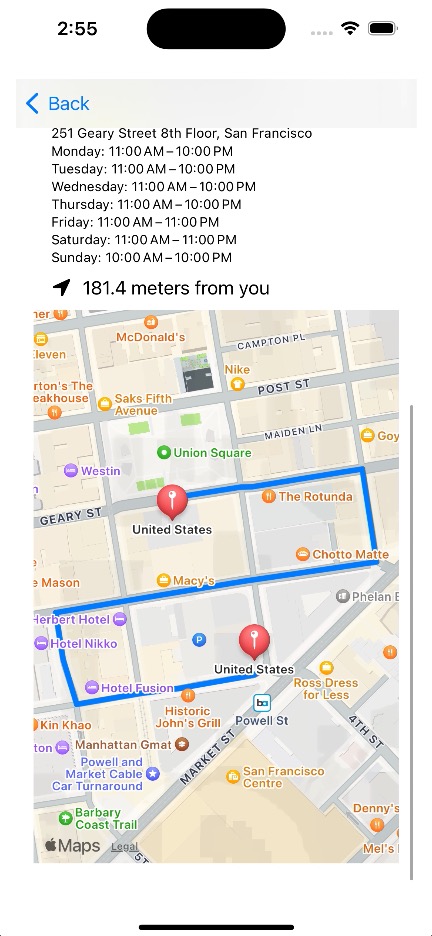 2:55
Back
251 Geary Street 8th Floor, San Francisco
Monday: 11:00 AM – 10:00 PM
Tuesday: 11:00 AM – 10:00 PM
Wednesday: 11:00 AM – 10:00 PM
Thursday: 11:00 AM – 10:00 PM
Friday: 11:00 AM – 11:00 PM
Saturday: 11:00 AM – 11:00 PM
Sunday: 10:00 AM – 10:00 PM
181.4 meters from you
ner
McDonald's
CAMPTON PL
Eleven
Nike
rton's The
eakhouse
POST ST
Saks Fifth
Avenue
MAIDEN LN
Goy
Union Square
Westin
The Rotunda
GEARY ST
United States
Chotto Matte
e Mason
Macy's
Phelan E
Herbert Hotel
Hotel Nikko
P
United States
Hotel Fusion
Ross Dress
for Less
Historic
John's Grill
ba
Powell St
Kin Khao
4TH ST
ton
Manhattan Gmat
MARKET ST
Powell and
Market Cable
Car Turnaround
San Francisco
Centre
Denny's
Barbary
Coast Trail
Mel's
Maps
Legal
5T